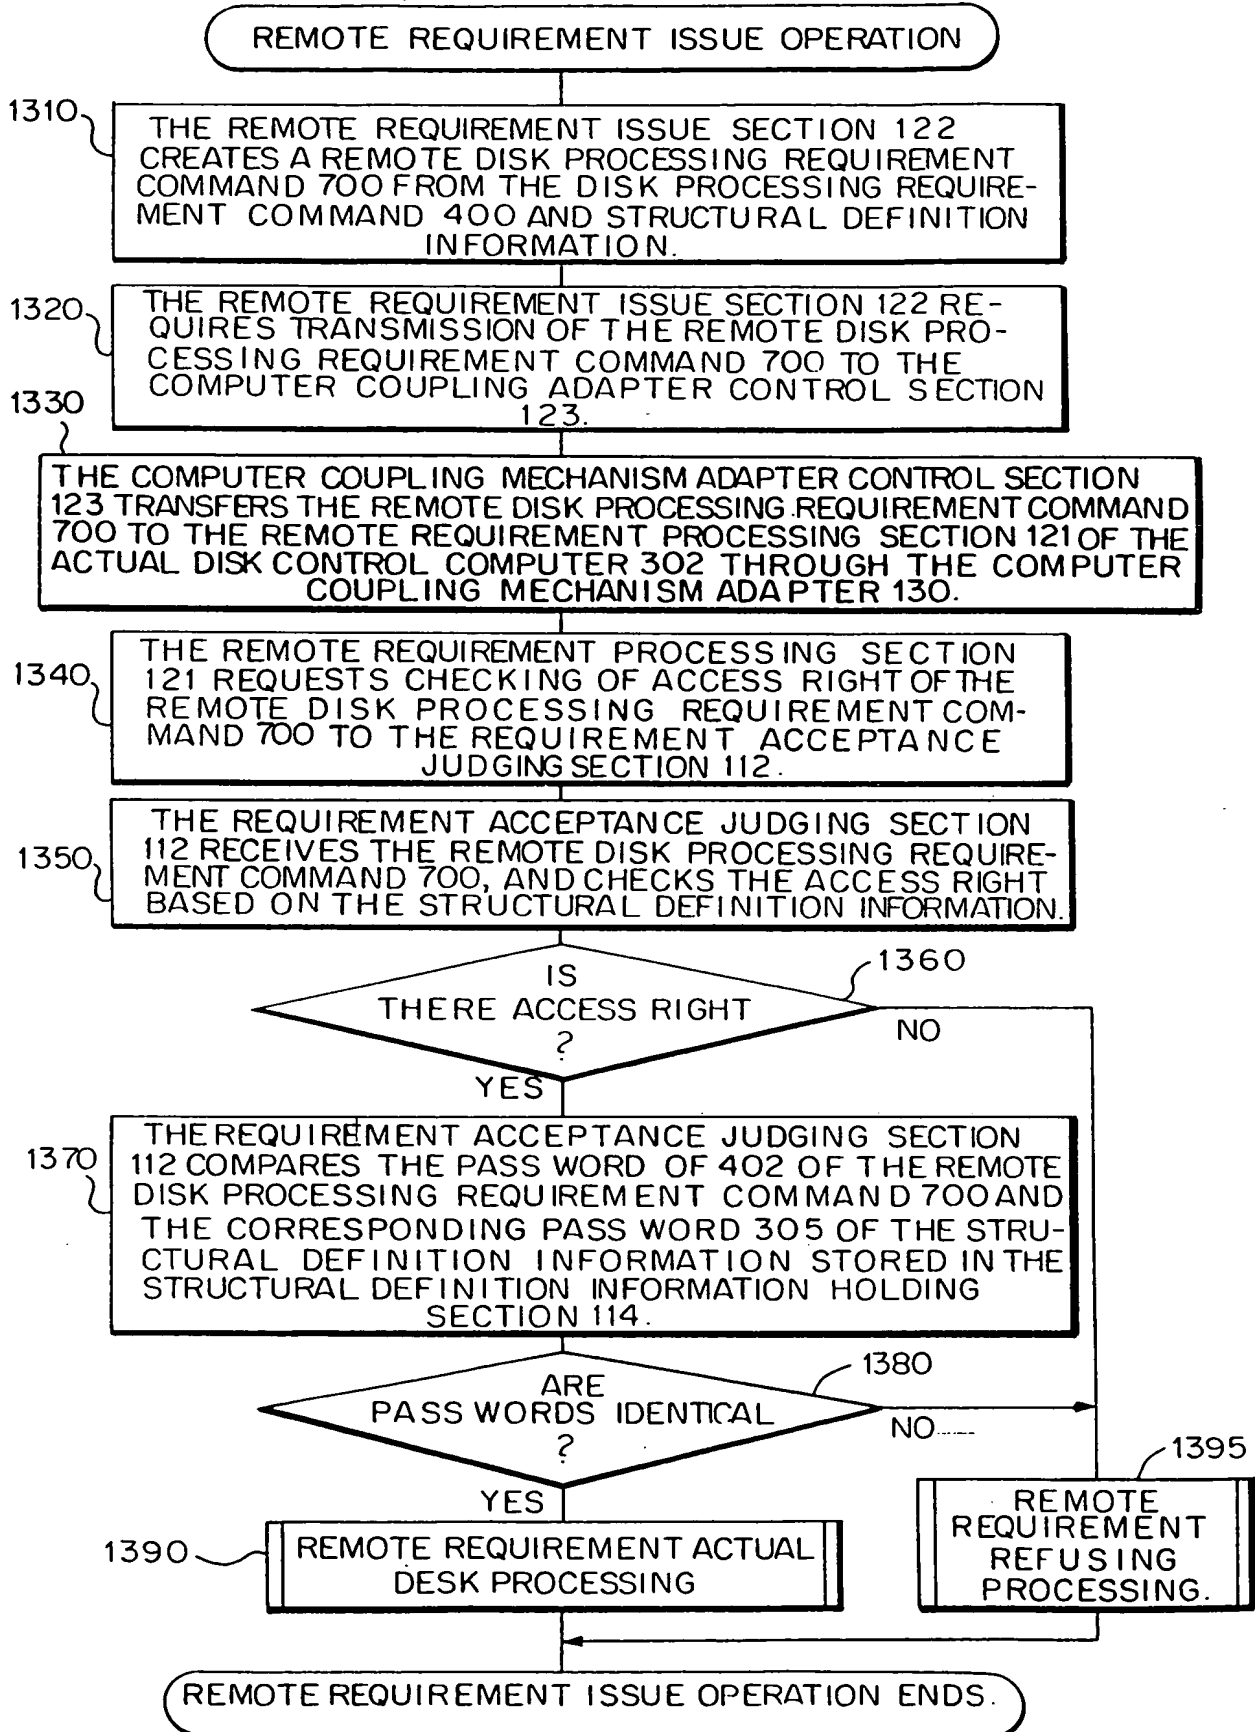 REMOTE REQUIREMENT ISSUE OPERATION
1310
THE REMOTE REQUIREMENT ISSUE SECTION 122
CREATES A REMOTE DISK PROCESSING REQUIREMENT
COMMAND 700 FROM THE DISK PROCESSING REQUIRE-
MENT COMMAND 400 AND STRUCTURAL DEFINITION
INFORMATION.
1320
THE REMOTE REQUIREMENT ISSUE SECTION 122 RE-
QUIRES TRANSMISSION OF THE REMOTE DISK PRO-
CESSING REQUIREMENT COMMAND 700 TO THE
COMPUTER COUPLING ADAPTER CONTROL SECTION
123.
1330
THE COMPUTER COUPLING MECHANISM ADAPTER CONTROL SECTION
123 TRANSFERS THE REMOTE DISK PROCESSING REQUIREMENT COMMAND
700 TO THE REMOTE REQUIREMENT PROCESSING SECTION 121 OF THE
ACTUAL DISK CONTROL COMPUTER 302 THROUGH THE COMPUTER
COUPLING MECHANISM ADAPTER 130.
1340
THE REMOTE REQUIREMENT PROCESSING SECTION
121 REQUESTS CHECKING OF ACCESS RIGHT OF THE
REMOTE DISK PROCESSING REQUIREMENT COM-
MAND 700 TO THE REQUIREMENT ACCEPTANCE
JUDGING SECTION 112.
1350
THE REQUIREMENT ACCEPTANCE JUDGING SECTION
112 RECEIVES THE REMOTE DISK PROCESSING REQUIRE-
MENT COMMAND 700, AND CHECKS THE ACCESS RIGHT
BASED ON THE STRUCTURAL DEFINITION INFORMATION.
1360
IS
THERE ACCESS RIGHT
?
NO
YES
1370
THE REQUIREMENT ACCEPTANCE JUDGING SECTION
112 COMPARES THE PASS WORD OF 402 OF THE REMOTE
DISK PROCESSING REQUIREMENT COMMAND 700 AND
THE CORRESPONDING PASS WORD 305 OF THE STRU-
CTURAL DEFINITION INFORMATION STORED IN THE
STRUCTURAL DEFINITION INFORMATION HOLDING
SECTION 114.
1380
ARE
PASS WORDS IDENTICAL
?
NO
YES
1395
REMOTE
REQUIREMENT
REFUSING
PROCESSING.
1390
REMOTE REQUIREMENT ACTUAL
DESK PROCESSING
REMOTE REQUIREMENT ISSUE OPERATION ENDS.